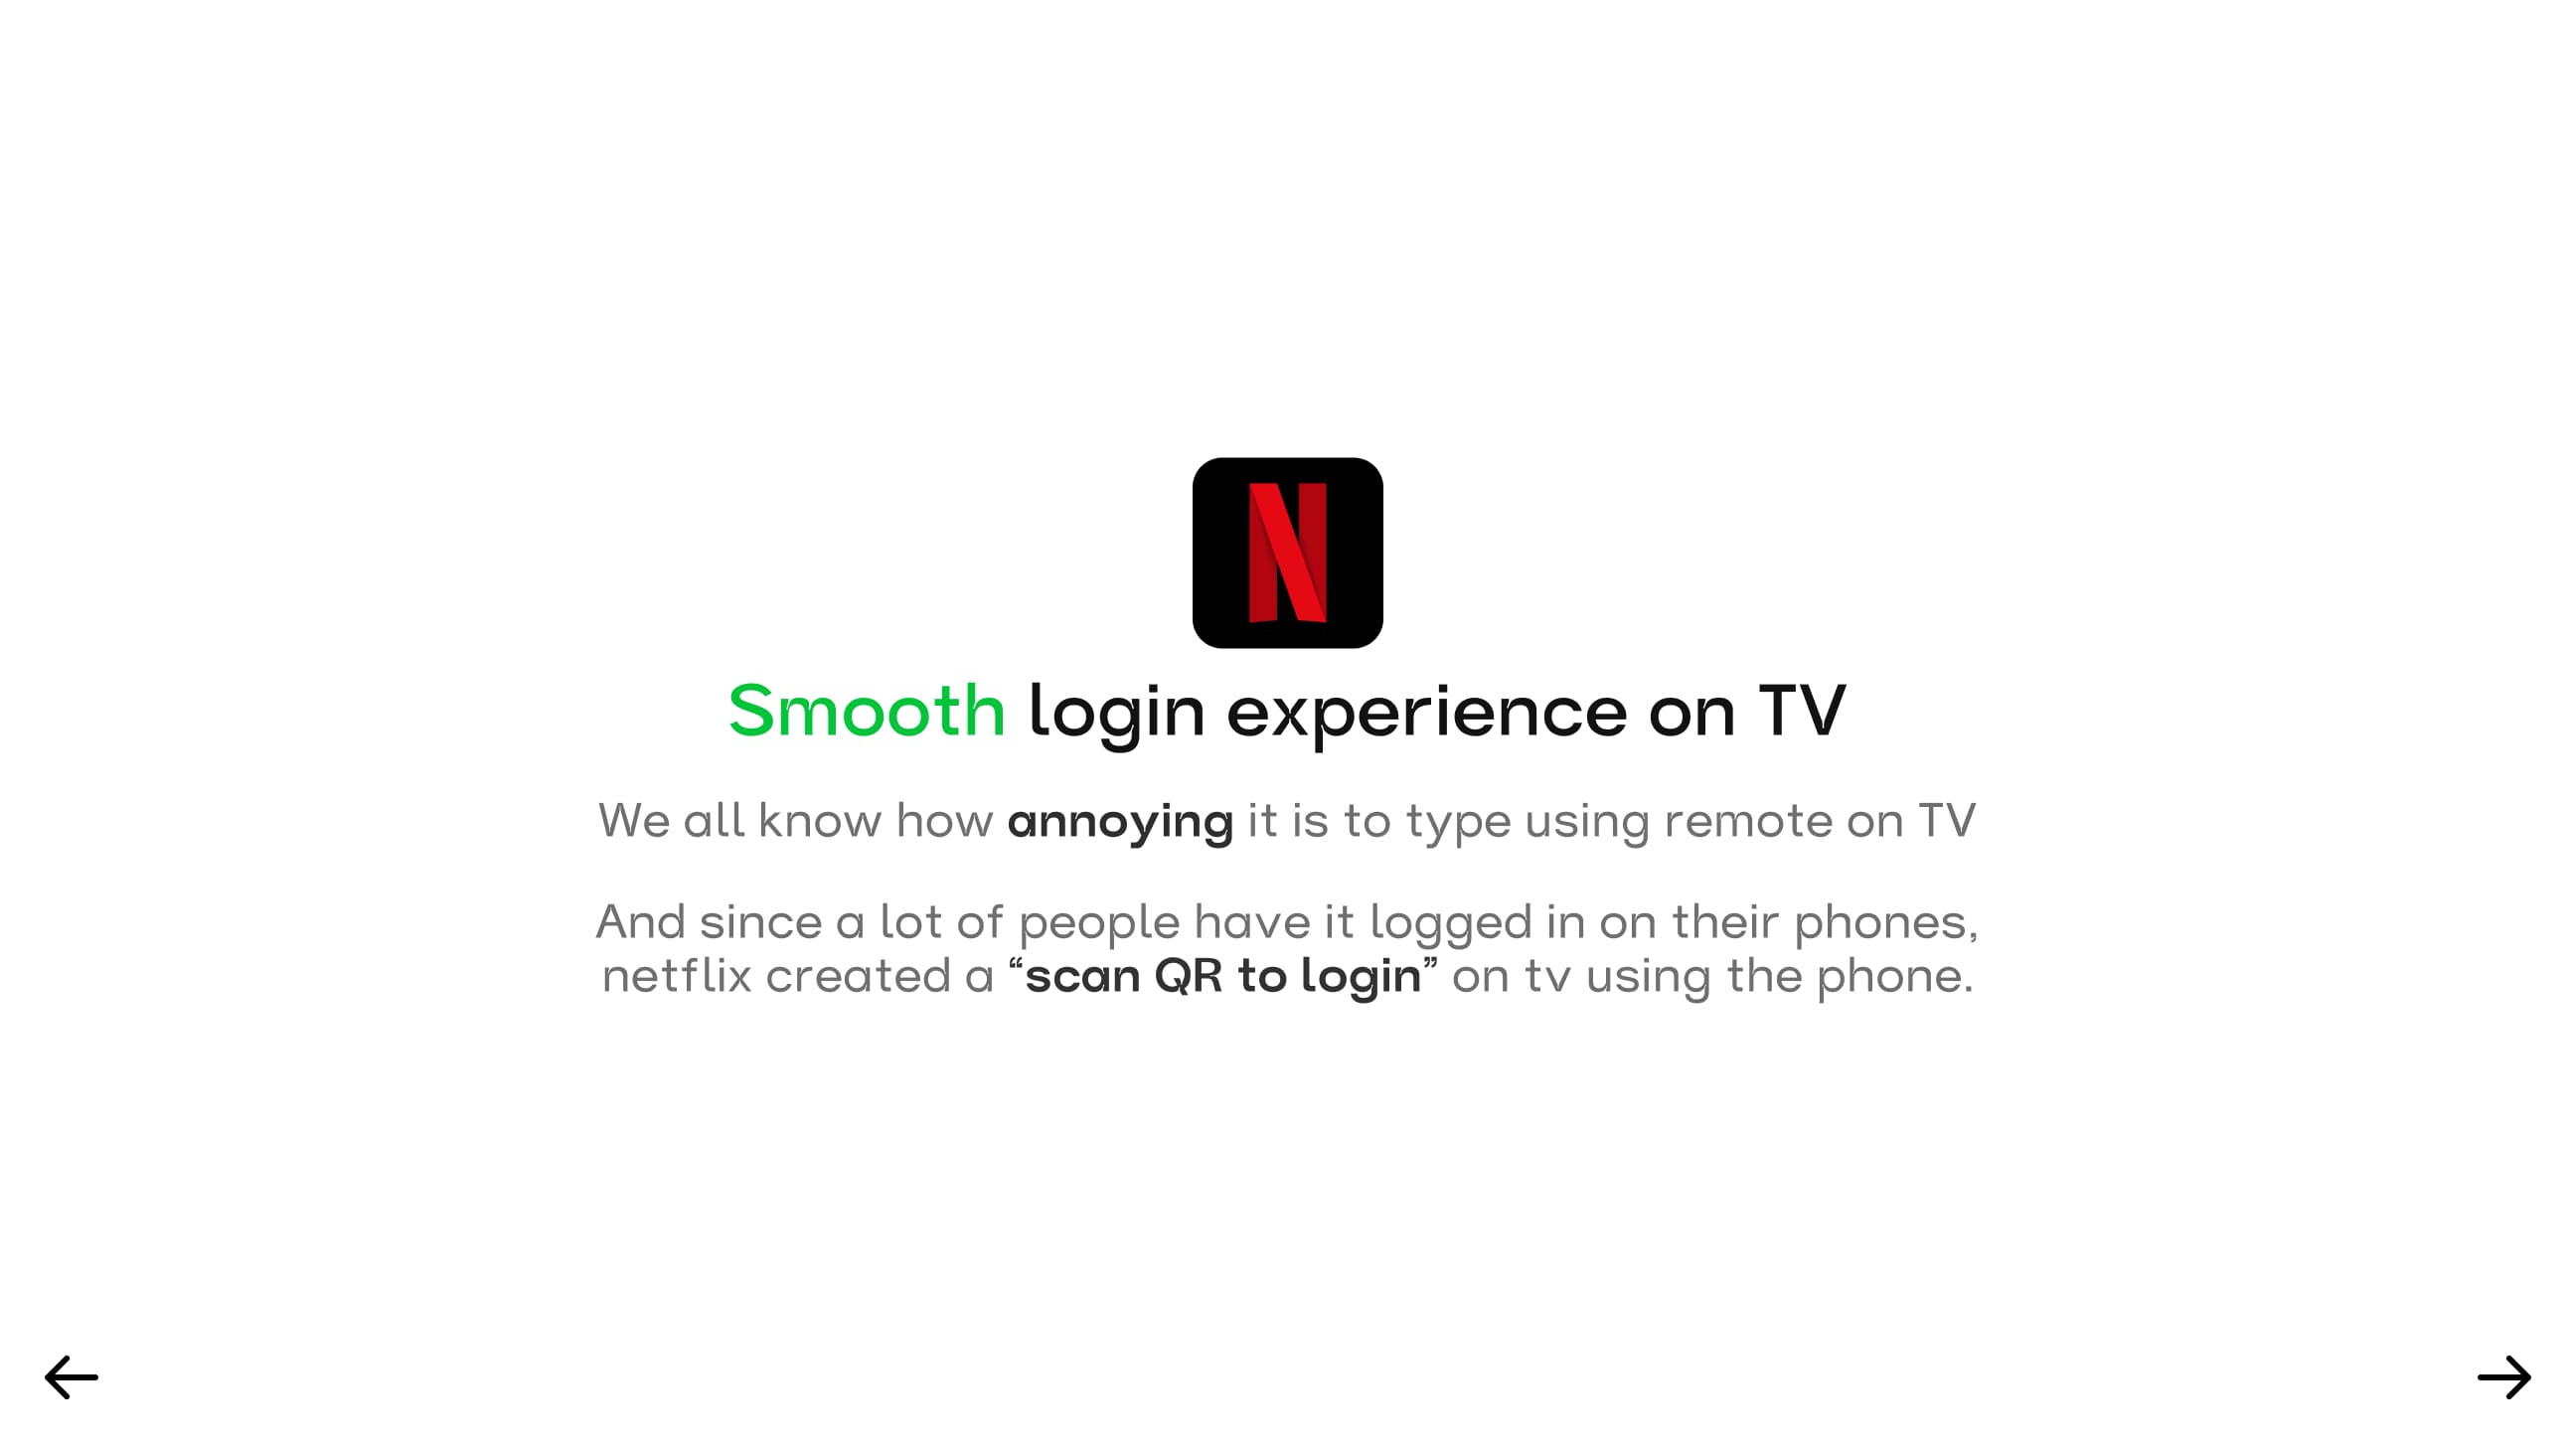 N
Smooth login experience on TV
We all know how annoying it is to type using remote on TV
And since a lot of people have it logged in on their phones,
netflix created a “scan QR to login” on tv using the phone.